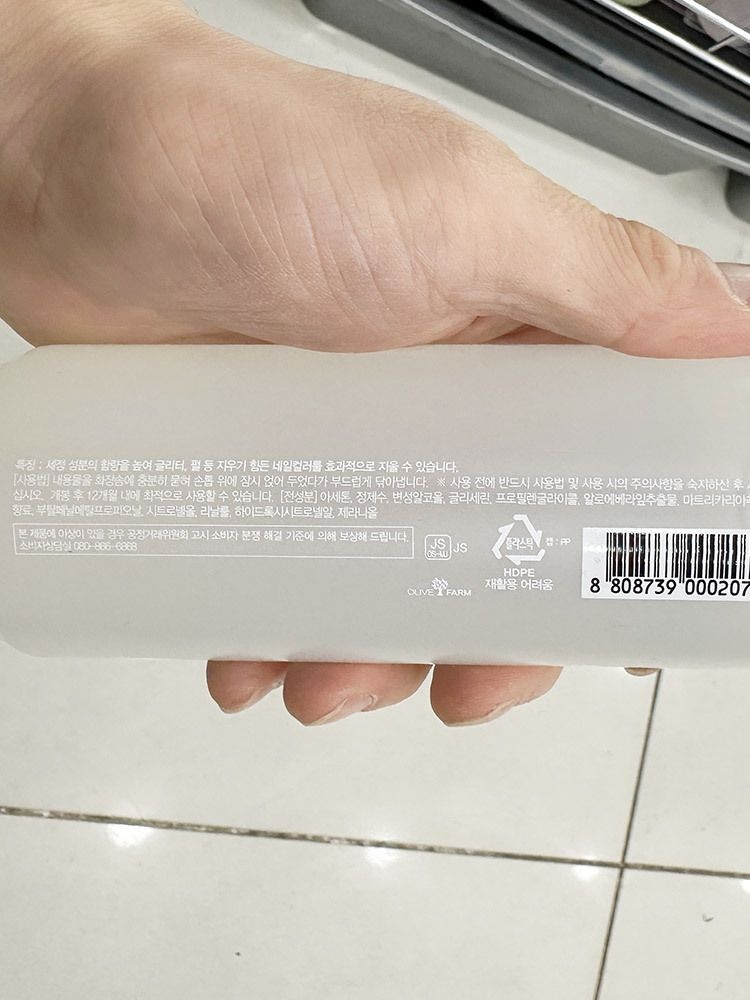 특징 : 세정 성분의 함량을 높여 글리터, 펄 등 지우기 힘든 네일컬러를 효과적으로 지울 수 있습니다.
[사용법] 내용물을 화장솜에 충분히 묻혀 손톱 위에 잠시 얹어 두었다가 부드럽게 닦아냅니다. ※ 사용 전에 반드시 사용법 및 사용 시의 주의사항을 숙지하신 후 사
십시오. 개봉 후 12개월 내에 최적으로 사용할 수 있습니다. [전성분] 아세톤, 정제수, 변성알코올, 글리세린, 프로필렌글라이콜, 알로에베라잎추출물, 마트리카리아
향료, 부틸페닐메틸프로피오날, 시트로넬올, 리날룰, 하이드록시시트로넬알, 제라니올
본 제품에 이상이 있을 경우 공정거래위원회 고시 소비자 분쟁 해결 기준에 의해 보상해 드립니다.
소비자상담실 080-866-6868
JS
OS-MJ
JS
플라스틱
캡 : PP
HDPE
재활용 어려움
OLIVE FARM
8 808739 000207